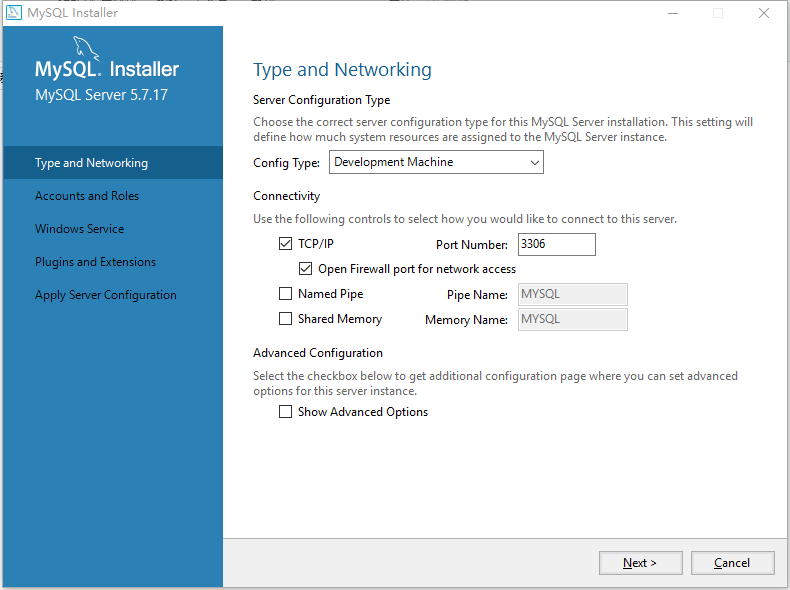 MySQL Installer
MySQL. Installer
MySQL Server 5.7.17
Type and Networking
Accounts and Roles
Windows Service
Plugins and Extensions
Apply Server Configuration
Type and Networking
Server Configuration Type
Choose the correct server configuration type for this MySQL Server installation. This setting will
define how much system resources are assigned to the MySQL Server instance.
Config Type: Development Machine
Connectivity
Use the following controls to select how you would like to connect to this server.
TCP/IP Port Number: 3306
Open Firewall port for network access
Named Pipe Pipe Name: MYSQL
Shared Memory Memory Name: MYSQL
Advanced Configuration
Select the checkbox below to get additional configuration page where you can set advanced
options for this server instance.
Show Advanced Options
Next > Cancel